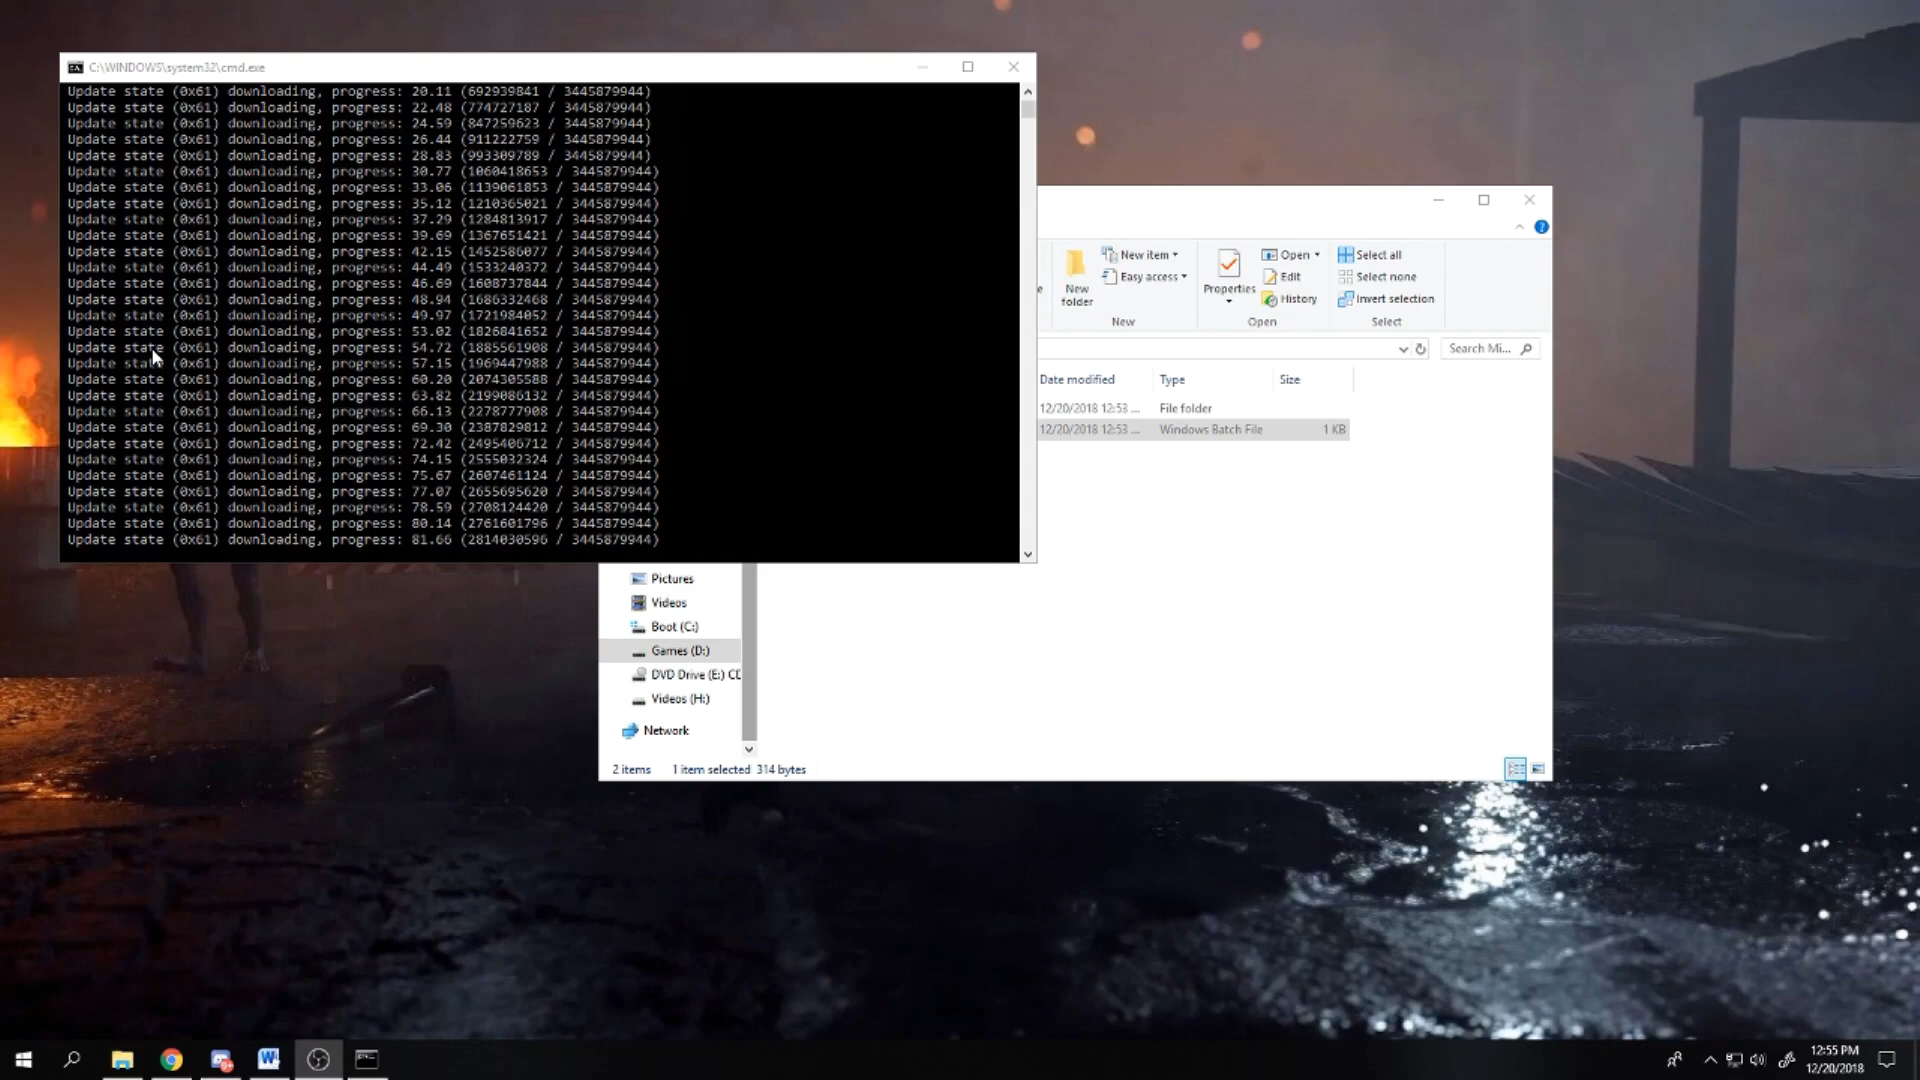 C:\WINDOWS\system32\cmd.exe
Update state (0x61) downloading, progress: 20.11 (692939841 / 3445879944)
Update state (0x61) downloading, progress: 22.48 (774727187 / 3445879944)
Update state (0x61) downloading, progress: 24.59 (847259623 / 3445879944)
Update state (0x61) downloading, progress: 26.44 (911222759 / 3445879944)
Update state (0x61) downloading, progress: 28.83 (993309789 / 3445879944)
Update state (0x61) downloading, progress: 30.77 (1060418653 / 3445879944)
Update state (0x61) downloading, progress: 33.06 (1139061853 / 3445879944)
Update state (0x61) downloading, progress: 35.12 (1210365021 / 3445879944)
Update state (0x61) downloading, progress: 37.29 (1284813917 / 3445879944)
Update state (0x61) downloading, progress: 39.69 (1367651421 / 3445879944)
Update state (0x61) downloading, progress: 42.15 (1452586077 / 3445879944)
Update state (0x61) downloading, progress: 44.49 (1533240372 / 3445879944)
Update state (0x61) downloading, progress: 46.69 (1608737844 / 3445879944)
Update state (0x61) downloading, progress: 48.94 (1686332468 / 3445879944)
Update state (0x61) downloading, progress: 49.97 (1721984052 / 3445879944)
Update state (0x61) downloading, progress: 53.02 (1826841652 / 3445879944)
Update state (0x61) downloading, progress: 54.72 (1885561908 / 3445879944)
Update state (0x61) downloading, progress: 57.15 (1969447988 / 3445879944)
Update state (0x61) downloading, progress: 60.20 (2074305588 / 3445879944)
Update state (0x61) downloading, progress: 63.82 (2199086132 / 3445879944)
Update state (0x61) downloading, progress: 66.13 (2278777908 / 3445879944)
Update state (0x61) downloading, progress: 69.30 (2387829812 / 3445879944)
Update state (0x61) downloading, progress: 72.42 (2495406712 / 3445879944)
Update state (0x61) downloading, progress: 74.15 (2555032324 / 3445879944)
Update state (0x61) downloading, progress: 75.67 (2607461124 / 3445879944)
Update state (0x61) downloading, progress: 77.07 (2655695620 / 3445879944)
Update state (0x61) downloading, progress: 78.59 (2708124420 / 3445879944)
Update state (0x61) downloading, progress: 80.14 (2761601796 / 3445879944)
Update state (0x61) downloading, progress: 81.66 (2814030596 / 3445879944)
New item
Easy access
New folder
New
Properties
Open
Edit
History
Open
Select all
Select none
Invert selection
Select
Search Mi...
Date modified Type Size
12/20/2018 12:53 ... File folder
12/20/2018 12:53 ... Windows Batch File 1 KB
Pictures
Videos
Boot (C:)
Games (D:)
DVD Drive (E:) CD
Videos (H:)
Network
2 items 1 item selected 314 bytes
12:55 PM
12/20/2018